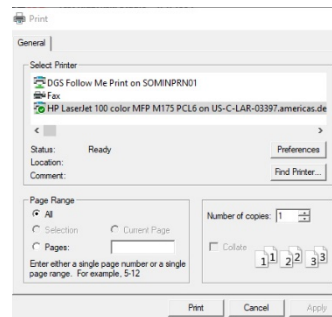 Print
General
Select Printer
DGS Follow Me Print on SOMINPRN01
Fax
HP LaserJet 100 color MFP M175 PCL6 on US-C-LAR-03397.americas.de
Status: Ready
Preferences
Location:
Comment:
Find Printer...
Page Range
All
Selection
Current Page
Pages:
Enter either a single page number or a single
page range. For example, 5-12
Number of copies: 1
Collate
1 1 2 2 3 3
Print
Cancel
Apply